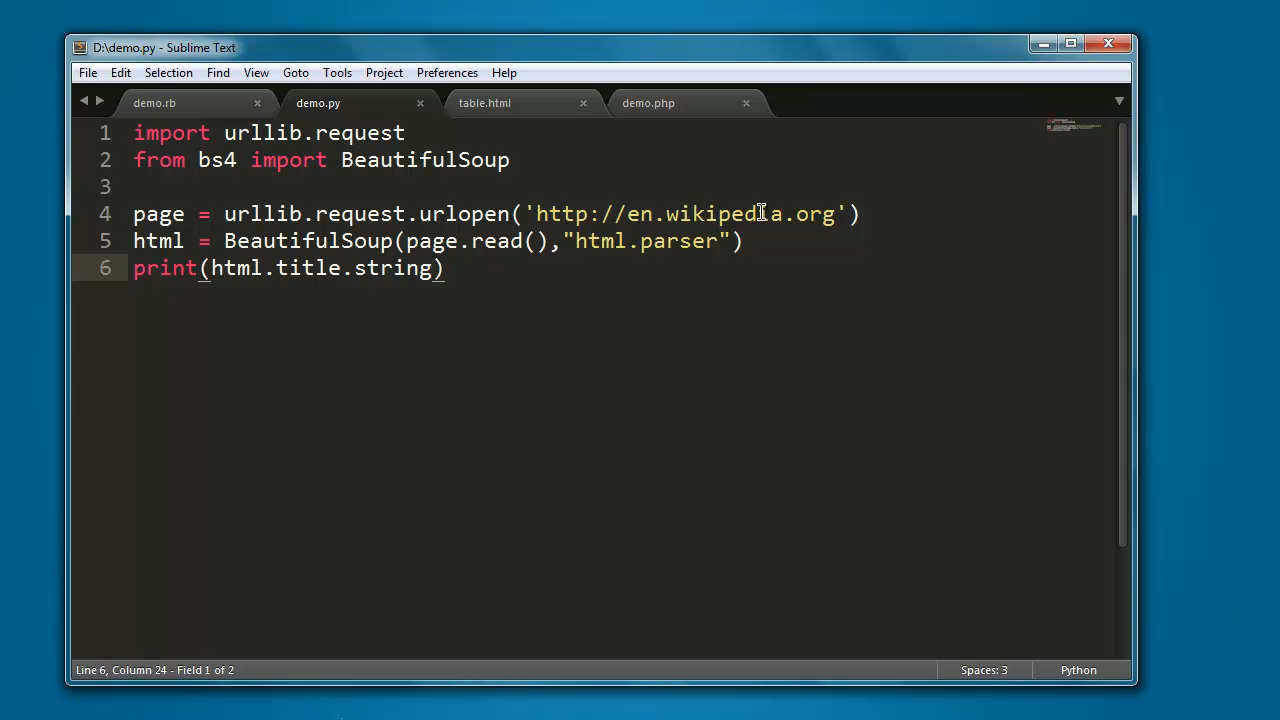 D:\demo.py - Sublime Text
File Edit Selection Find View Goto Tools Project Preferences Help
demo.rb demo.py table.html demo.php
1 import urllib.request
2 from bs4 import BeautifulSoup
3
4 page = urllib.request.urlopen('http://en.wikipedia.org')
5 html = BeautifulSoup(page.read(),"html.parser")
6 print(html.title.string)
Line 6, Column 24 - Field 1 of 2 Spaces: 3 Python